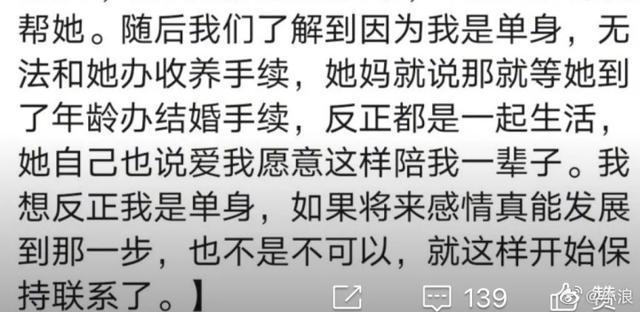 帮她。随后我们了解到因为我是单身，无
法和她办收养手续，她妈就说那就等她到
了年龄办结婚手续，反正都是一起生活，
她自己也说爱我愿意这样陪我一辈子。我
想反正我是单身，如果将来感情真能发展
到那一步，也不是不可以，就这样开始保
持联系了。】
139
赞